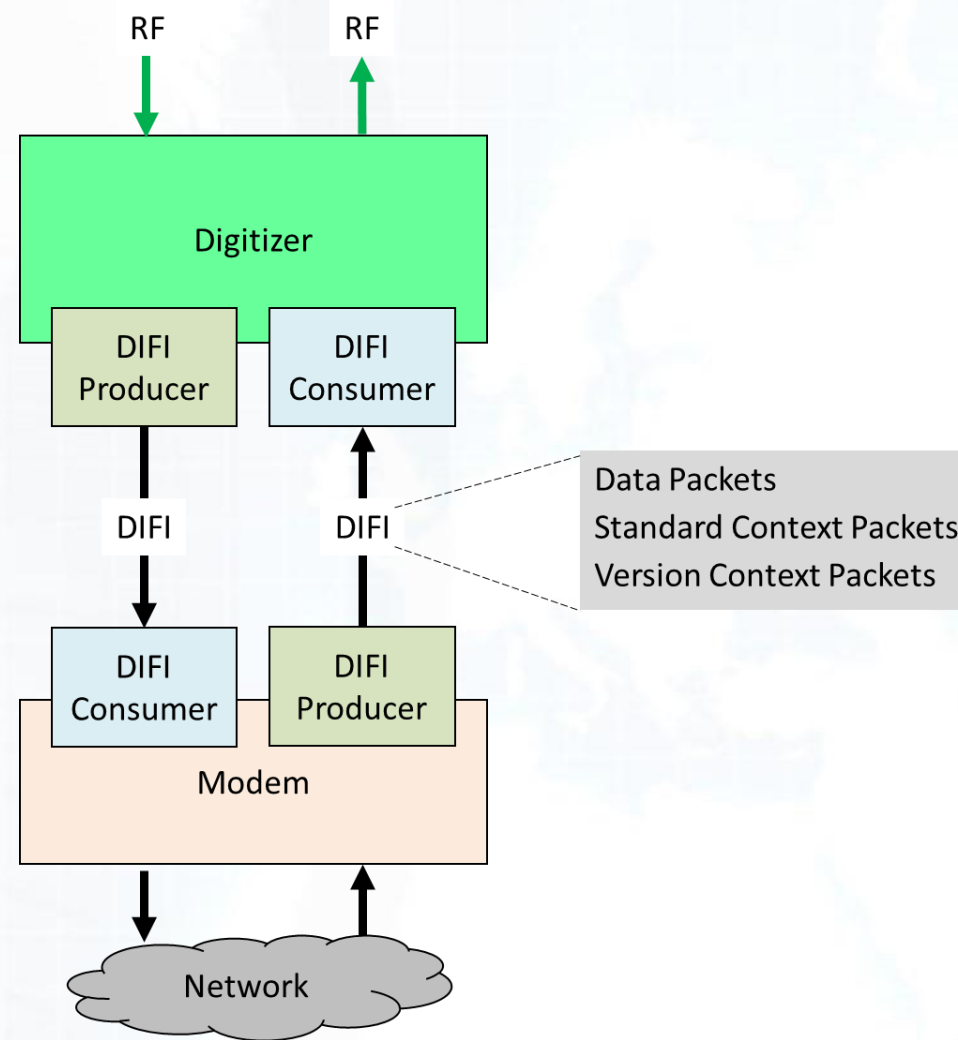 RF
RF
Digitizer
DIFI
Producer
DIFI
Consumer
DIFI
DIFI
Data Packets
Standard Context Packets
Version Context Packets
DIFI
Consumer
DIFI
Producer
Modem
Network